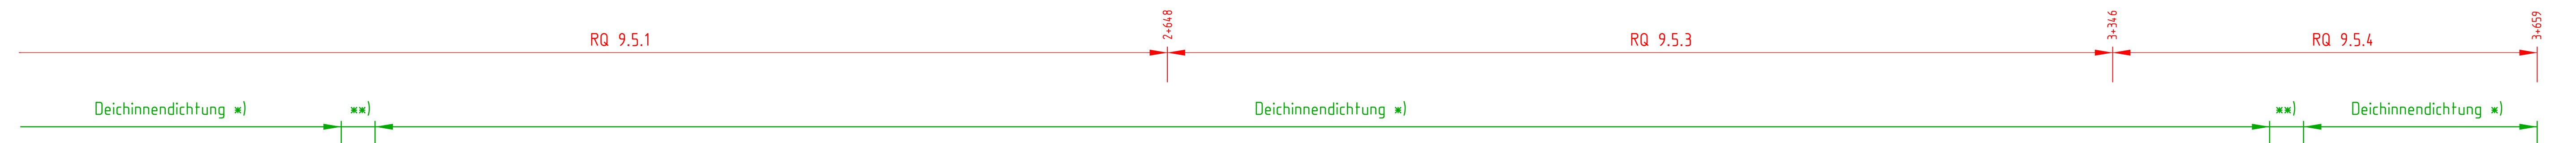 2+648
3+346
3+659
RQ 9.5.1
RQ 9.5.3
RQ 9.5.4
Deichinnendichtung *)
**)
Deichinnendichtung *)
**)
Deichinnendichtung *)